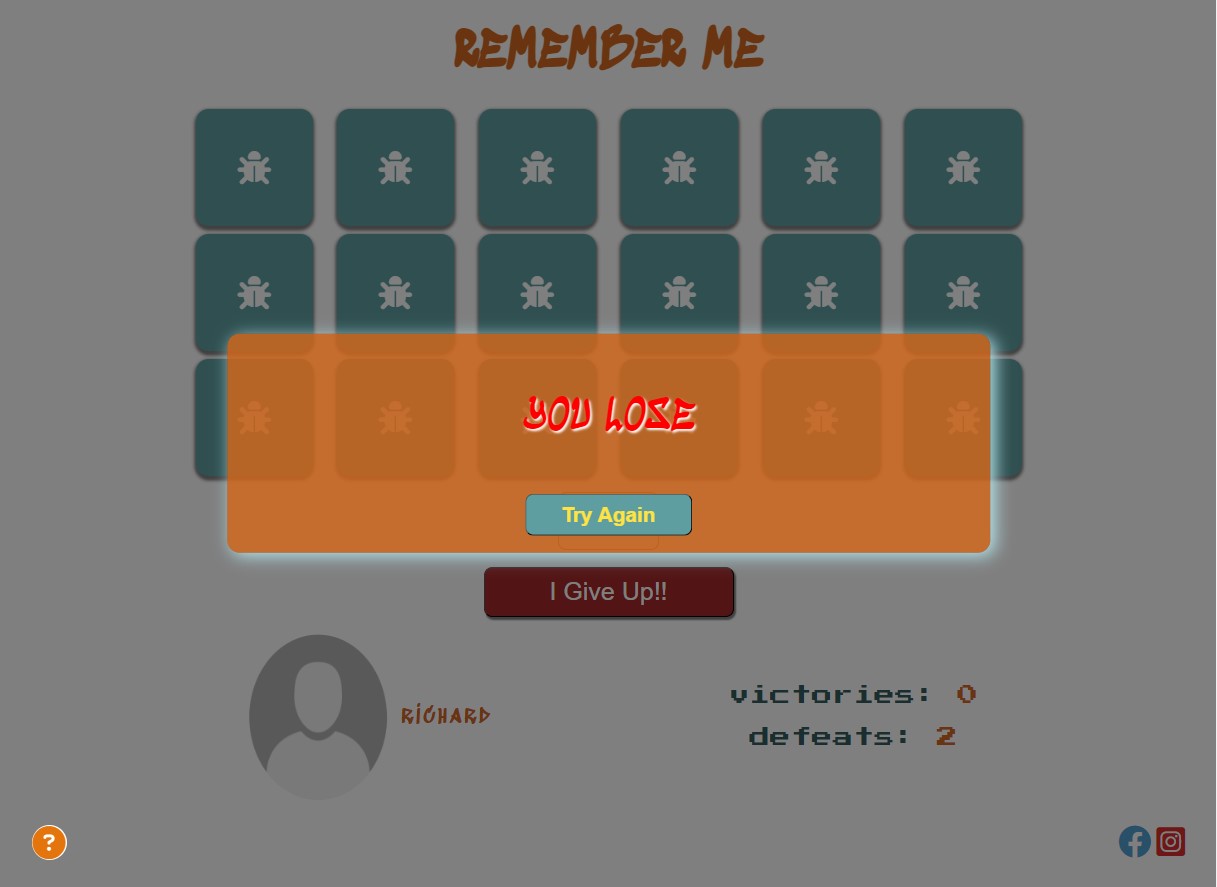 REMEMBER ME
YOU LOSE
Try Again
I Give Up!!
RICHARD
victories: 0
defeats: 2
?